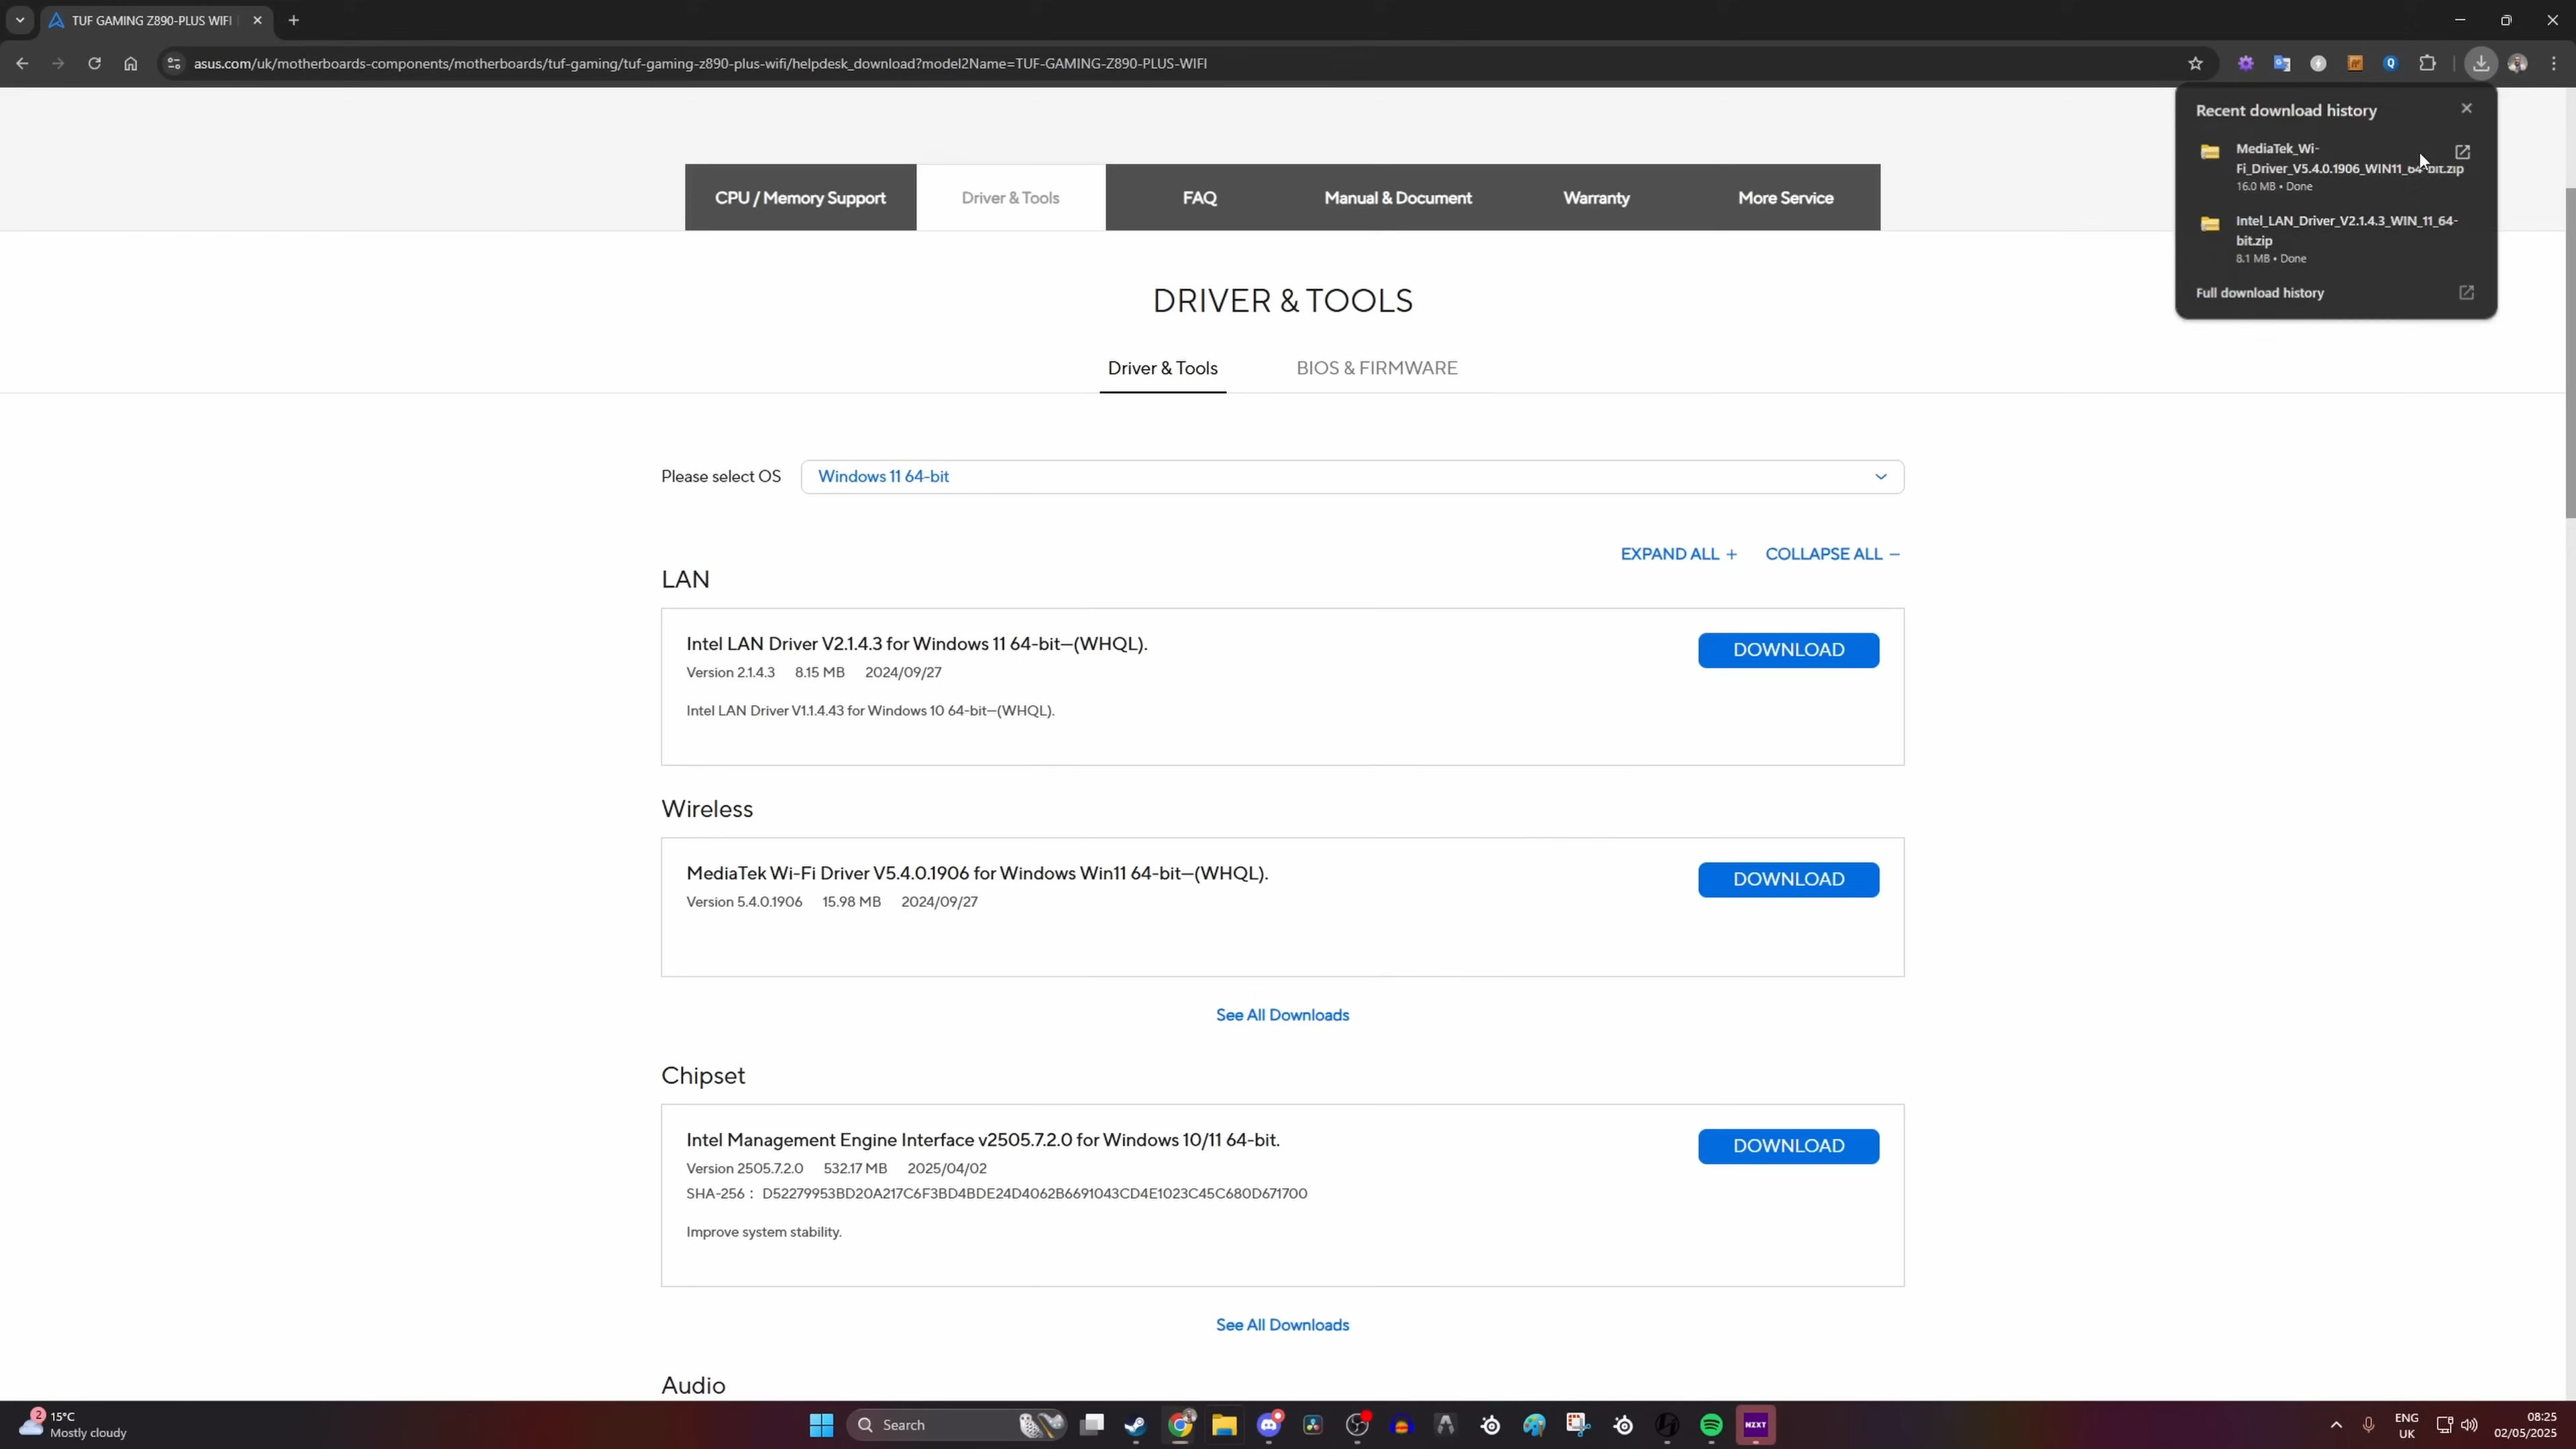 TUF GAMING Z890-PLUS WIFI
asus.com/uk/motherboards-components/motherboards/tuf-gaming/tuf-gaming-z890-plus-wifi/helpdesk_download?model2Name=TUF-GAMING-Z890-PLUS-WIFI
Recent download history
MediaTek_Wi-
Fi_Driver_V5.4.0.1906_WIN11_64-bit.zip
16.0 MB • Done
Intel_LAN_Driver_V2.1.4.3_WIN_11_64-
bit.zip
8.1 MB • Done
Full download history
CPU / Memory Support
Driver & Tools
FAQ
Manual & Document
Warranty
More Service
DRIVER & TOOLS
Driver & Tools
BIOS & FIRMWARE
Please select OS
Windows 11 64-bit
EXPAND ALL +
COLLAPSE ALL −
LAN
Intel LAN Driver V2.1.4.3 for Windows 11 64-bit—(WHQL).
DOWNLOAD
Version 2.1.4.3 8.15 MB 2024/09/27
Intel LAN Driver V1.1.4.43 for Windows 10 64-bit—(WHQL).
Wireless
MediaTek Wi-Fi Driver V5.4.0.1906 for Windows Win11 64-bit—(WHQL).
DOWNLOAD
Version 5.4.0.1906 15.98 MB 2024/09/27
See All Downloads
Chipset
Intel Management Engine Interface v2505.7.2.0 for Windows 10/11 64-bit.
DOWNLOAD
Version 2505.7.2.0 532.17 MB 2025/04/02
SHA-256 : D52279953BD20A217C6F3BD4BDE24D4062B6691043CD4E1023C45C680D671700
Improve system stability.
See All Downloads
Audio
2
15°C
Mostly cloudy
Search
NZXT
ENG
UK
08:25
02/05/2025